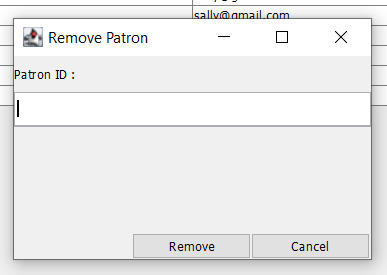 sally@gmail.com
Remove Patron
Patron ID :
Remove
Cancel